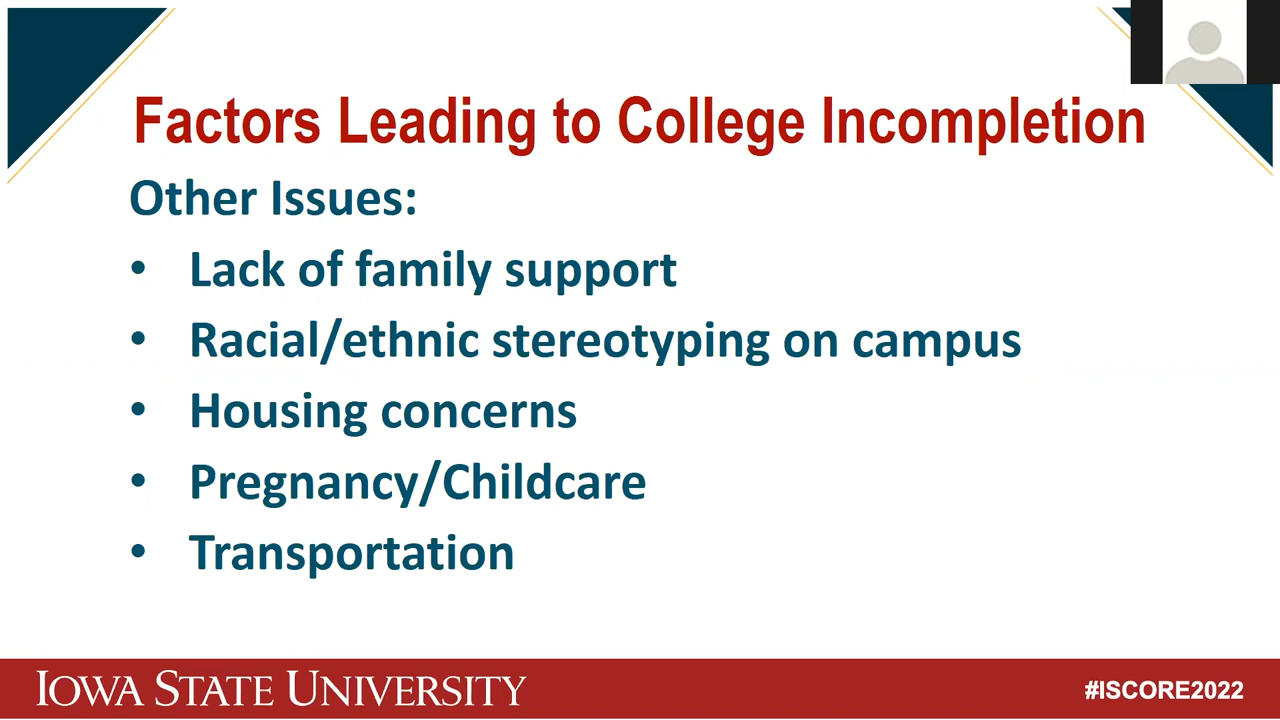 Factors Leading to College Incompletion
Other Issues:
• Lack of family support
• Racial/ethnic stereotyping on campus
• Housing concerns
• Pregnancy/Childcare
• Transportation
IOWA STATE UNIVERSITY
#ISCORE2022